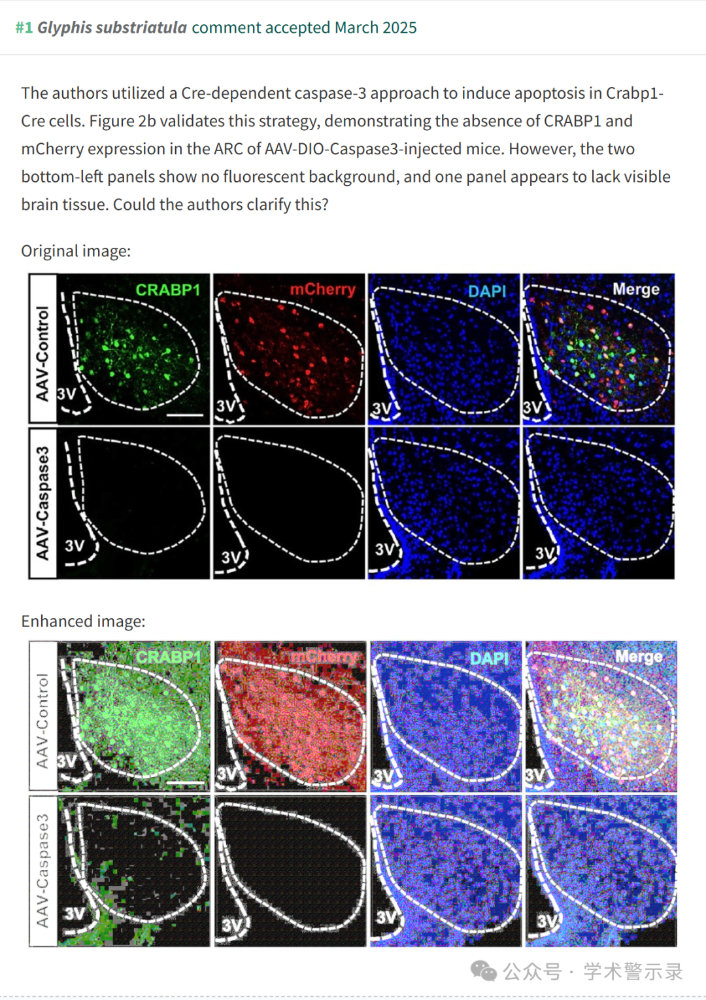 #1 Glyphis substriatula comment accepted March 2025
The authors utilized a Cre-dependent caspase-3 approach to induce apoptosis in Crabp1-
Cre cells. Figure 2b validates this strategy, demonstrating the absence of CRABP1 and
mCherry expression in the ARC of AAV-DIO-Caspase3-injected mice. However, the two
bottom-left panels show no fluorescent background, and one panel appears to lack visible
brain tissue. Could the authors clarify this?
Original image:
AAV-Control
CRABP1
mCherry
DAPI
Merge
3V
3V
3V
3V
AAV-Caspase3
3V
3V
3V
3V
Enhanced image:
AAV-Control
CRABP1
mCherry
DAPI
Merge
3V
3V
3V
3V
AAV-Caspase3
3V
3V
3V
3V
公众号 · 学术警示录